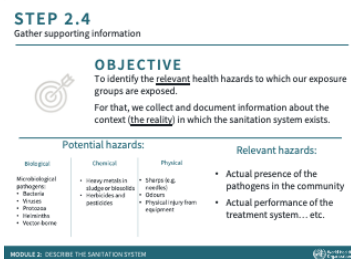 STEP 2.4
Gather supporting information
OBJECTIVE
To identify the relevant health hazards to which our exposure
groups are exposed.
For that, we collect and document information about the
context (the reality) in which the sanitation system exists.
Potential hazards:
Biological
Microbiological
pathogens:
• Bacteria
• Viruses
• Protozoa
• Helminths
• Vector-borne
Chemical
• Heavy metals in
sludge or biosolids
• Herbicides and
pesticides
Physical
• Sharps (e.g.
needles)
• Odours
• Physical injury from
equipment
Relevant hazards:
• Actual presence of the
pathogens in the community
• Actual performance of the
treatment system... etc.
MODULE 2: DESCRIBE THE SANITATION SYSTEM
World Health
Organization